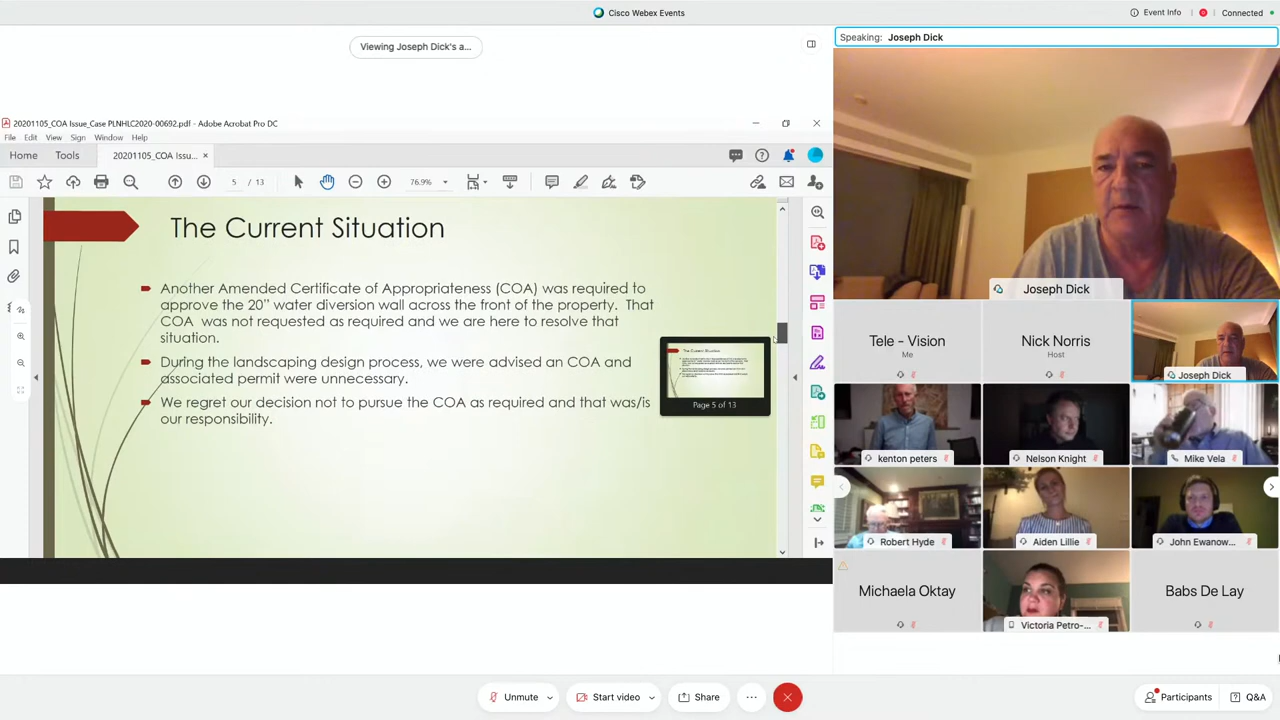 Cisco Webex Events
Event Info
Connected
Viewing Joseph Dick's a...
Speaking: Joseph Dick
20201105_COA Issue_Case PLNHLC2020-00692.pdf - Adobe Acrobat Pro DC
File Edit View Sign Window Help
Home Tools 20201105_COA Issu... ×
5 / 13 76.9%
The Current Situation
Another Amended Certificate of Appropriateness (COA) was required to
approve the 20" water diversion wall across the front of the property. That
COA was not requested as required and we are here to resolve that
situation.
During the landscaping design process, we were advised an COA and
associated permit were unnecessary.
We regret our decision not to pursue the COA as required and that was/is
our responsibility.
The Current Situation
Page 5 of 13
Joseph Dick
Tele - Vision
Me
Nick Norris
Host
Joseph Dick
kenton peters
Nelson Knight
Mike Vela
Robert Hyde
Aiden Lillie
John Ewanow...
Michaela Oktay
Victoria Petro-...
Babs De Lay
Unmute
Start video
Share
Participants
Q&A